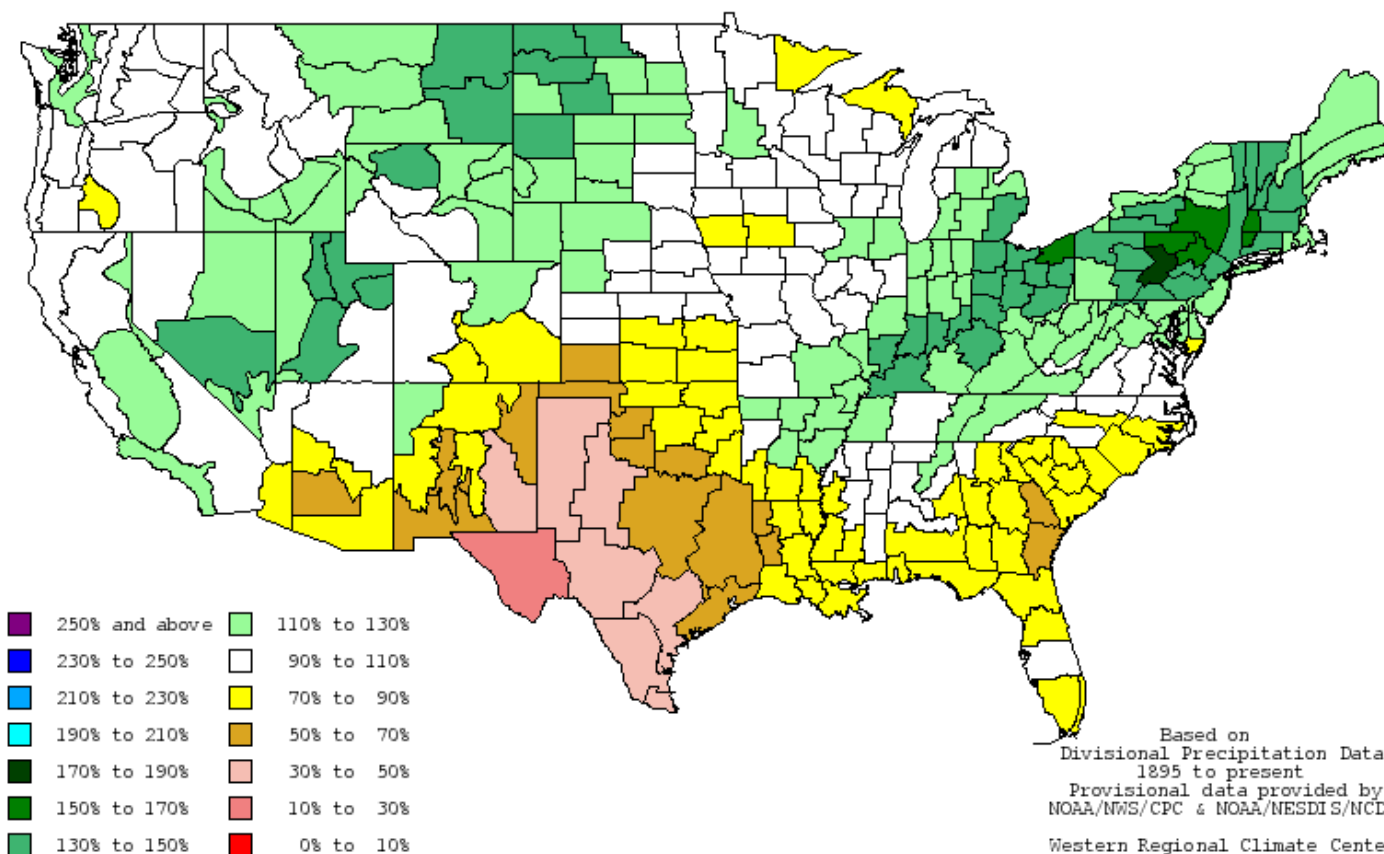 250% and above
230% to 250%
210% to 230%
190% to 210%
170% to 190%
150% to 170%
130% to 150%
110% to 130%
90% to 110%
70% to 90%
50% to 70%
30% to 50%
10% to 30%
0% to 10%
Based on
Divisional Precipitation Data
1895 to present
Provisional data provided by
NOAA/NWS/CPC & NOAA/NESDIS/NCD
Western Regional Climate Cente